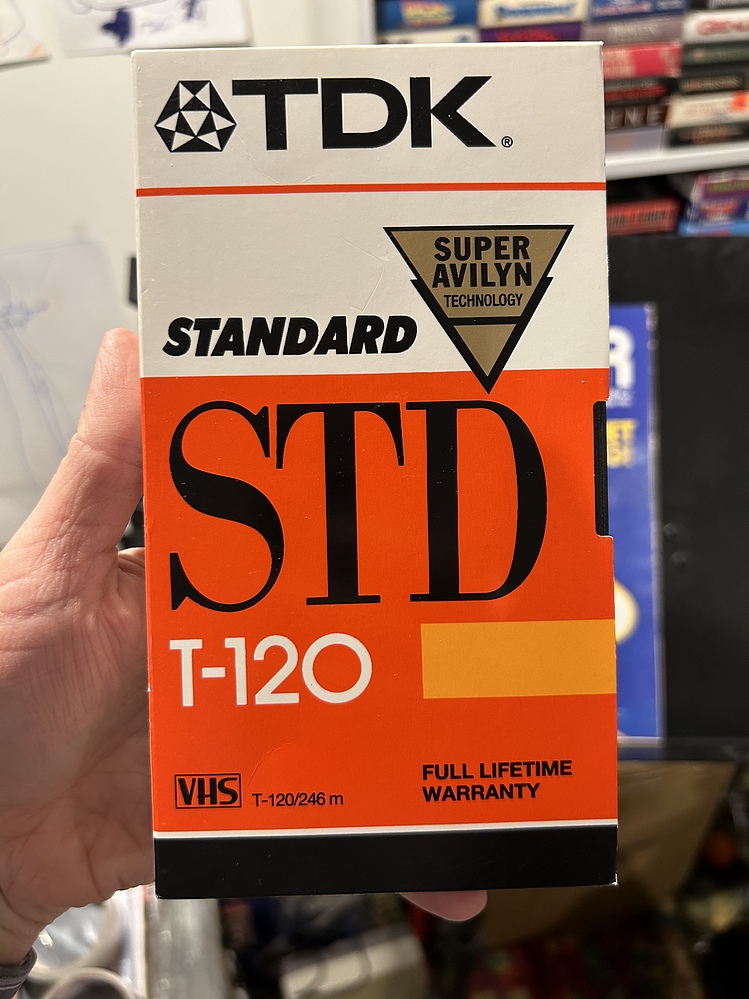 TDK®
SUPER
AVILYN
TECHNOLOGY
STANDARD
STD
T-120
VHS T-120/246 m
FULL LIFETIME
WARRANTY